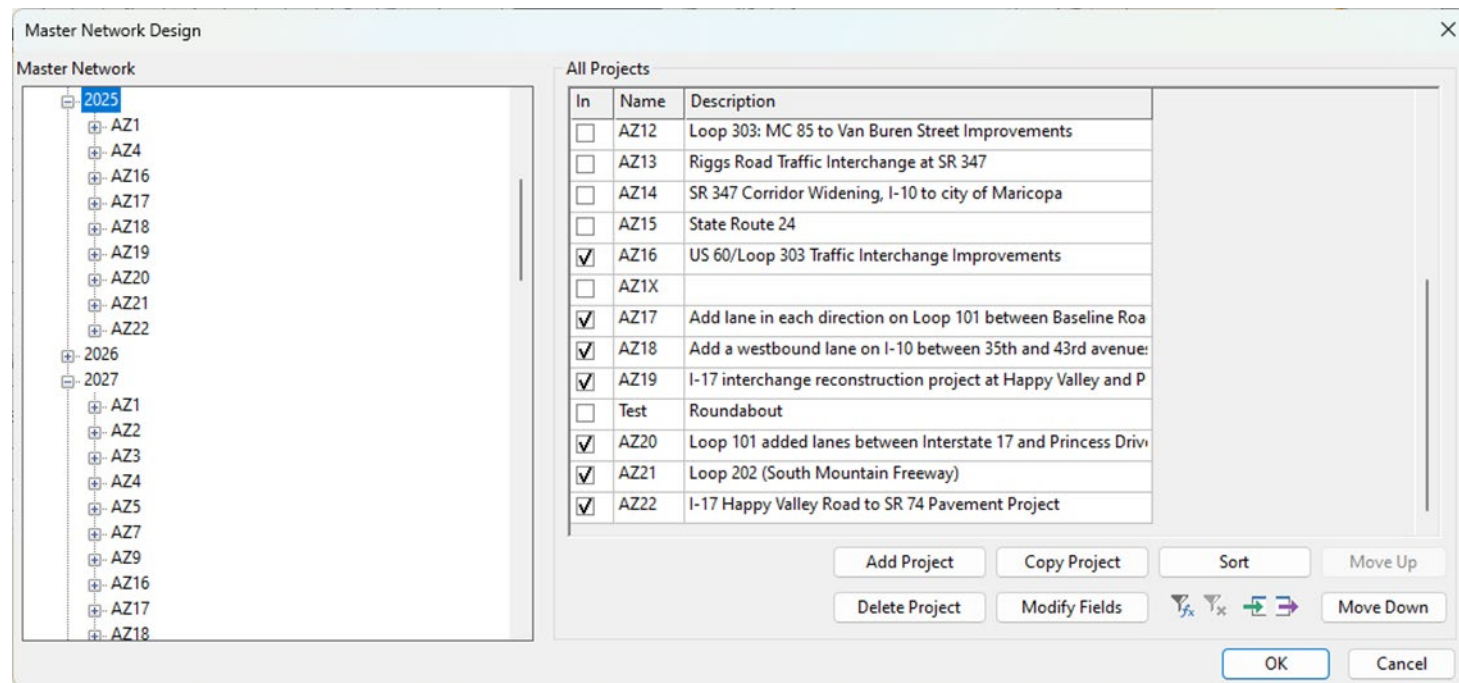 Master Network Design
Master Network
2025
AZ1
AZ4
AZ16
AZ17
AZ18
AZ19
AZ20
AZ21
AZ22
2026
2027
AZ1
AZ2
AZ3
AZ4
AZ5
AZ7
AZ9
AZ16
AZ17
AZ18
All Projects
In Name Description
AZ12 Loop 303: MC 85 to Van Buren Street Improvements
AZ13 Riggs Road Traffic Interchange at SR 347
AZ14 SR 347 Corridor Widening, I-10 to city of Maricopa
AZ15 State Route 24
AZ16 US 60/Loop 303 Traffic Interchange Improvements
AZ1X
AZ17 Add lane in each direction on Loop 101 between Baseline Roa
AZ18 Add a westbound lane on I-10 between 35th and 43rd avenues
AZ19 I-17 interchange reconstruction project at Happy Valley and P
Test Roundabout
AZ20 Loop 101 added lanes between Interstate 17 and Princess Driv
AZ21 Loop 202 (South Mountain Freeway)
AZ22 I-17 Happy Valley Road to SR 74 Pavement Project
Add Project Copy Project Sort Move Up
Delete Project Modify Fields fx Move Down
OK Cancel